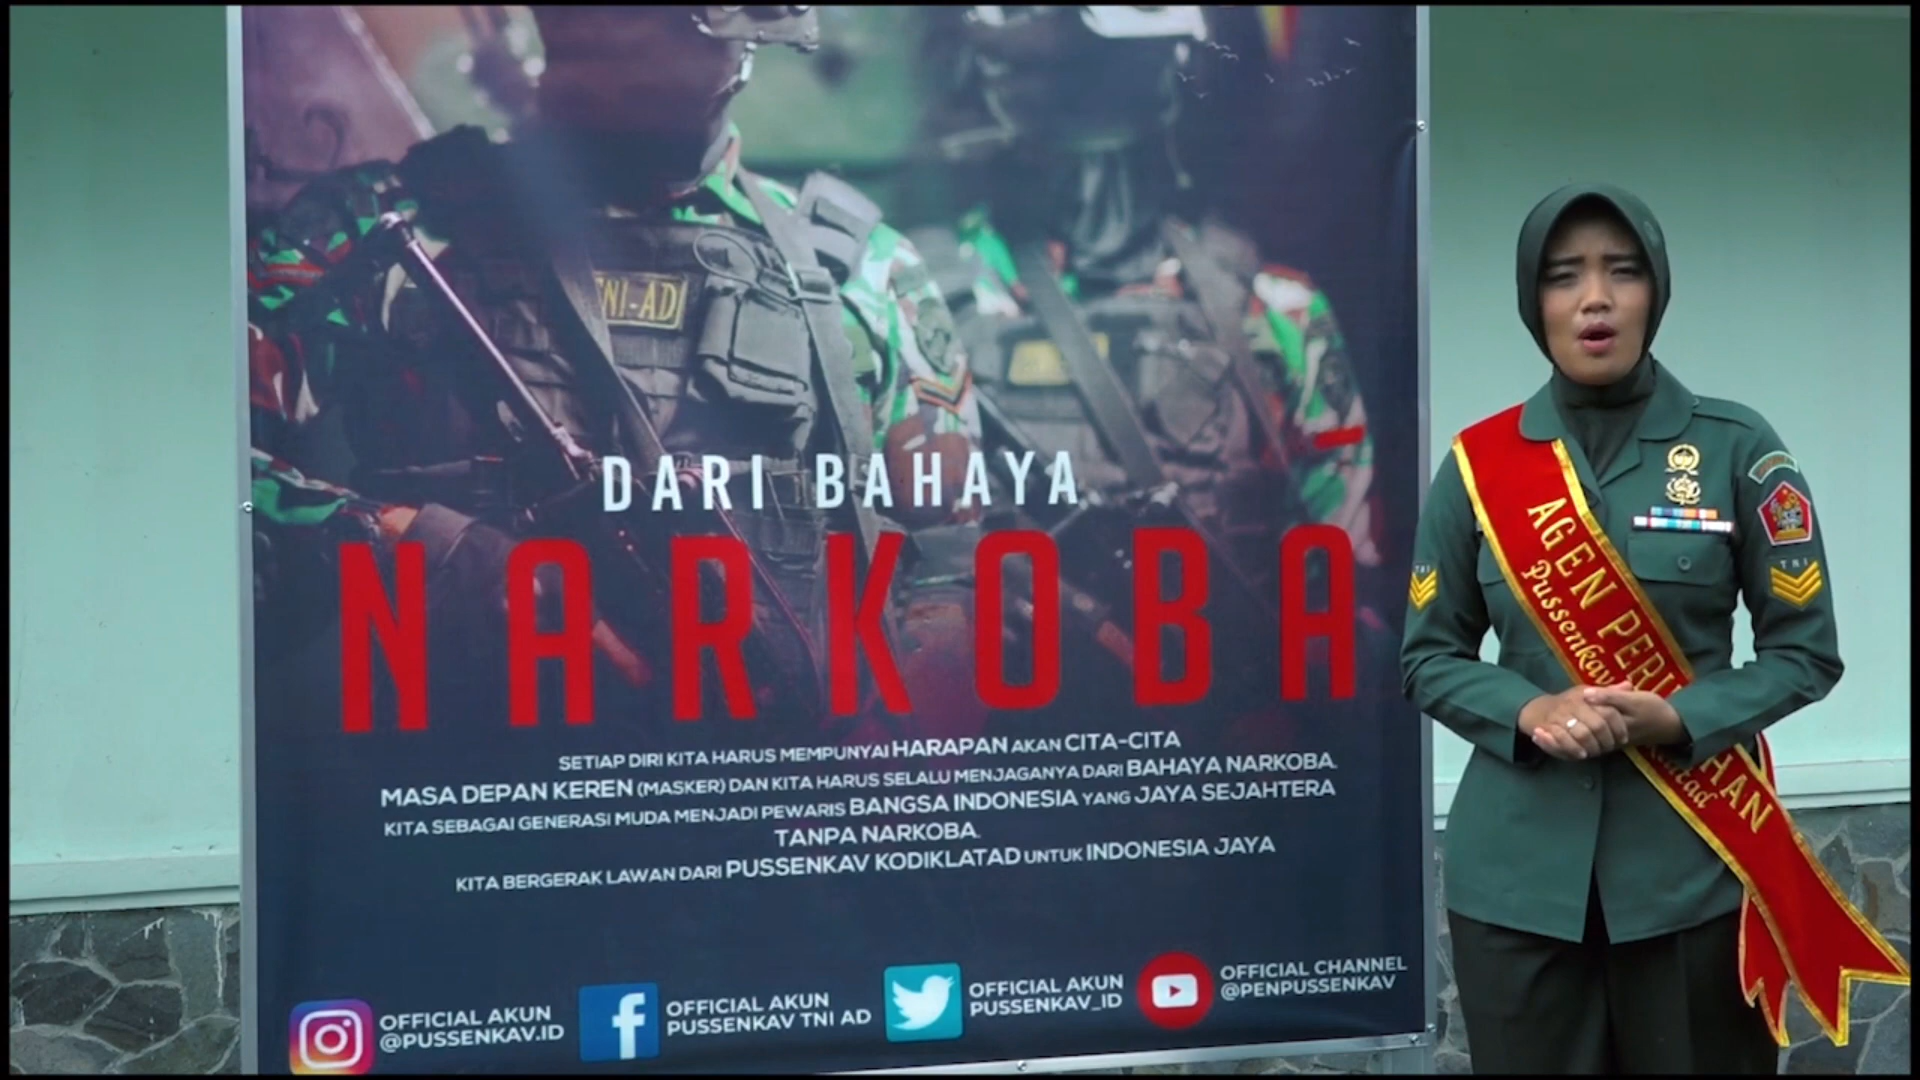 NI-AD
DARI BAHAYA
NARKOBA
SETIAP DIRI KITA HARUS MEMPUNYAI HARAPAN AKAN CITA-CITA
MASA DEPAN KEREN (MASKER) DAN KITA HARUS SELALU MENJAGANYA DARI BAHAYA NARKOBA.
KITA SEBAGAI GENERASI MUDA MENJADI PEWARIS BANGSA INDONESIA YANG JAYA SEJAHTERA
TANPA NARKOBA.
KITA BERGERAK LAWAN DARI PUSSENKAV KODIKLATAD UNTUK INDONESIA JAYA
OFFICIAL AKUN
@PUSSENKAV.ID
OFFICIAL AKUN
PUSSENKAV TNI AD
OFFICIAL AKUN
PUSSENKAV_ID
OFFICIAL CHANNEL
@PENPUSSENKAV
AGEN PERU HAN
Pussenkav
TNI
TNI